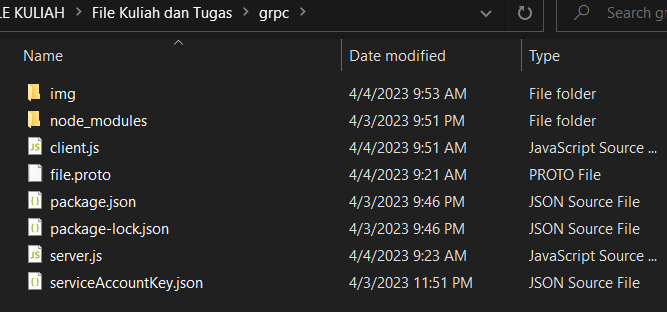 LE KULIAH > File Kuliah dan Tugas > grpc > Search gr
Name Date modified Type
img 4/4/2023 9:53 AM File folder
node_modules 4/3/2023 9:51 PM File folder
client.js 4/4/2023 9:51 AM JavaScript Source ...
file.proto 4/4/2023 9:21 AM PROTO File
package.json 4/3/2023 9:46 PM JSON Source File
package-lock.json 4/3/2023 9:46 PM JSON Source File
server.js 4/4/2023 9:23 AM JavaScript Source ...
serviceAccountKey.json 4/3/2023 11:51 PM JSON Source File